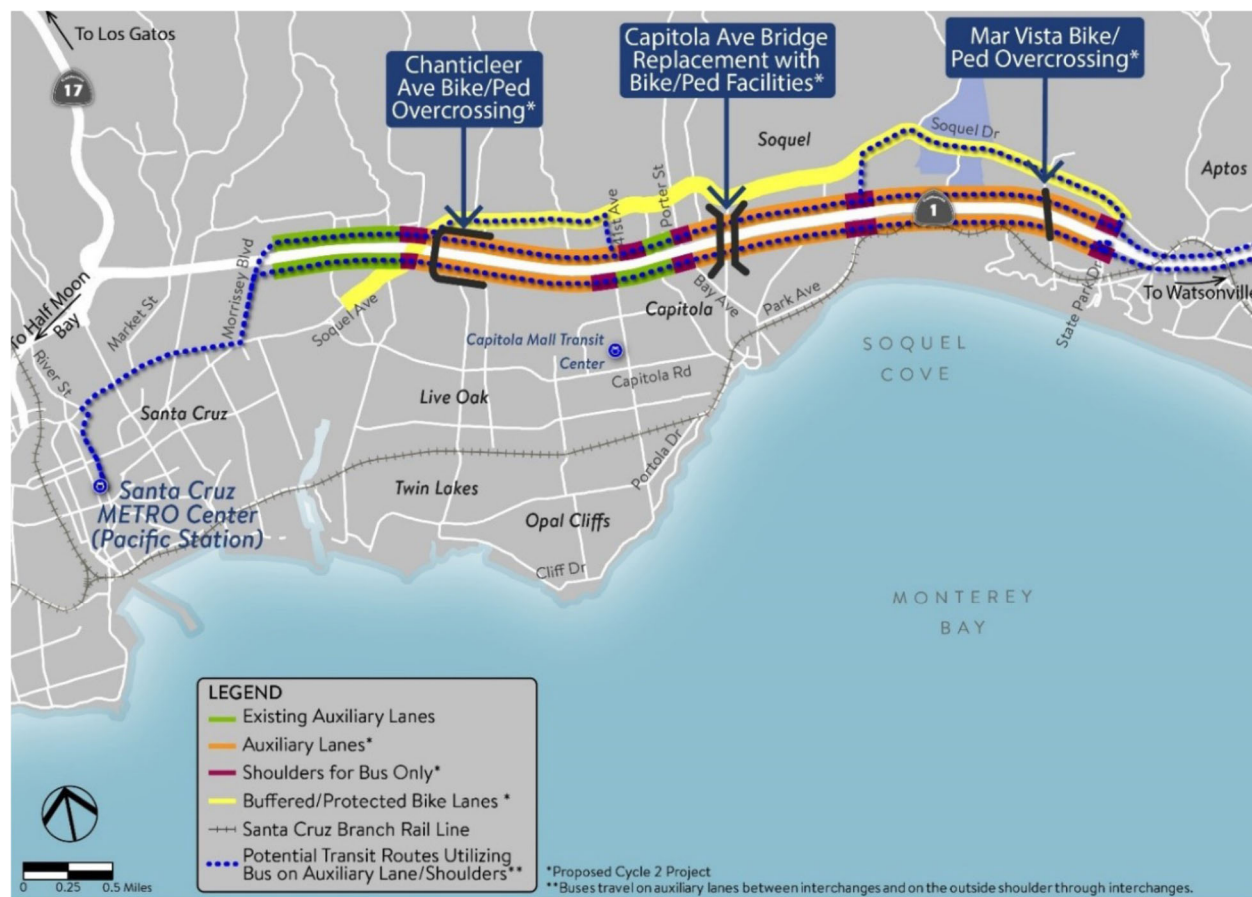 To Los Gatos
17
Chanticleer
Ave Bike/Ped
Overcrossing*
Capitola Ave Bridge
Replacement with
Bike/Ped Facilities*
Mar Vista Bike/
Ped Overcrossing*
Soquel
Soquel Dr
Aptos
41st Ave
Porter St
1
Morrissey Blvd
To Half Moon
Bay
Market St
River St
Soquel Ave
Capitola Mall Transit
Center
Capitola
Bay Ave
Park Ave
State Park Dr
To Watsonville
SOQUEL
COVE
Capitola Rd
Live Oak
Santa Cruz
Portola Dr
Santa Cruz
METRO Center
(Pacific Station)
Twin Lakes
Opal Cliffs
Cliff Dr
MONTEREY
BAY
LEGEND
Existing Auxiliary Lanes
Auxiliary Lanes*
Shoulders for Bus Only*
Buffered/Protected Bike Lanes *
Santa Cruz Branch Rail Line
Potential Transit Routes Utilizing
Bus on Auxiliary Lane/Shoulders**
0 0.25 0.5 Miles
*Proposed Cycle 2 Project
**Buses travel on auxiliary lanes between interchanges and on the outside shoulder through interchanges.